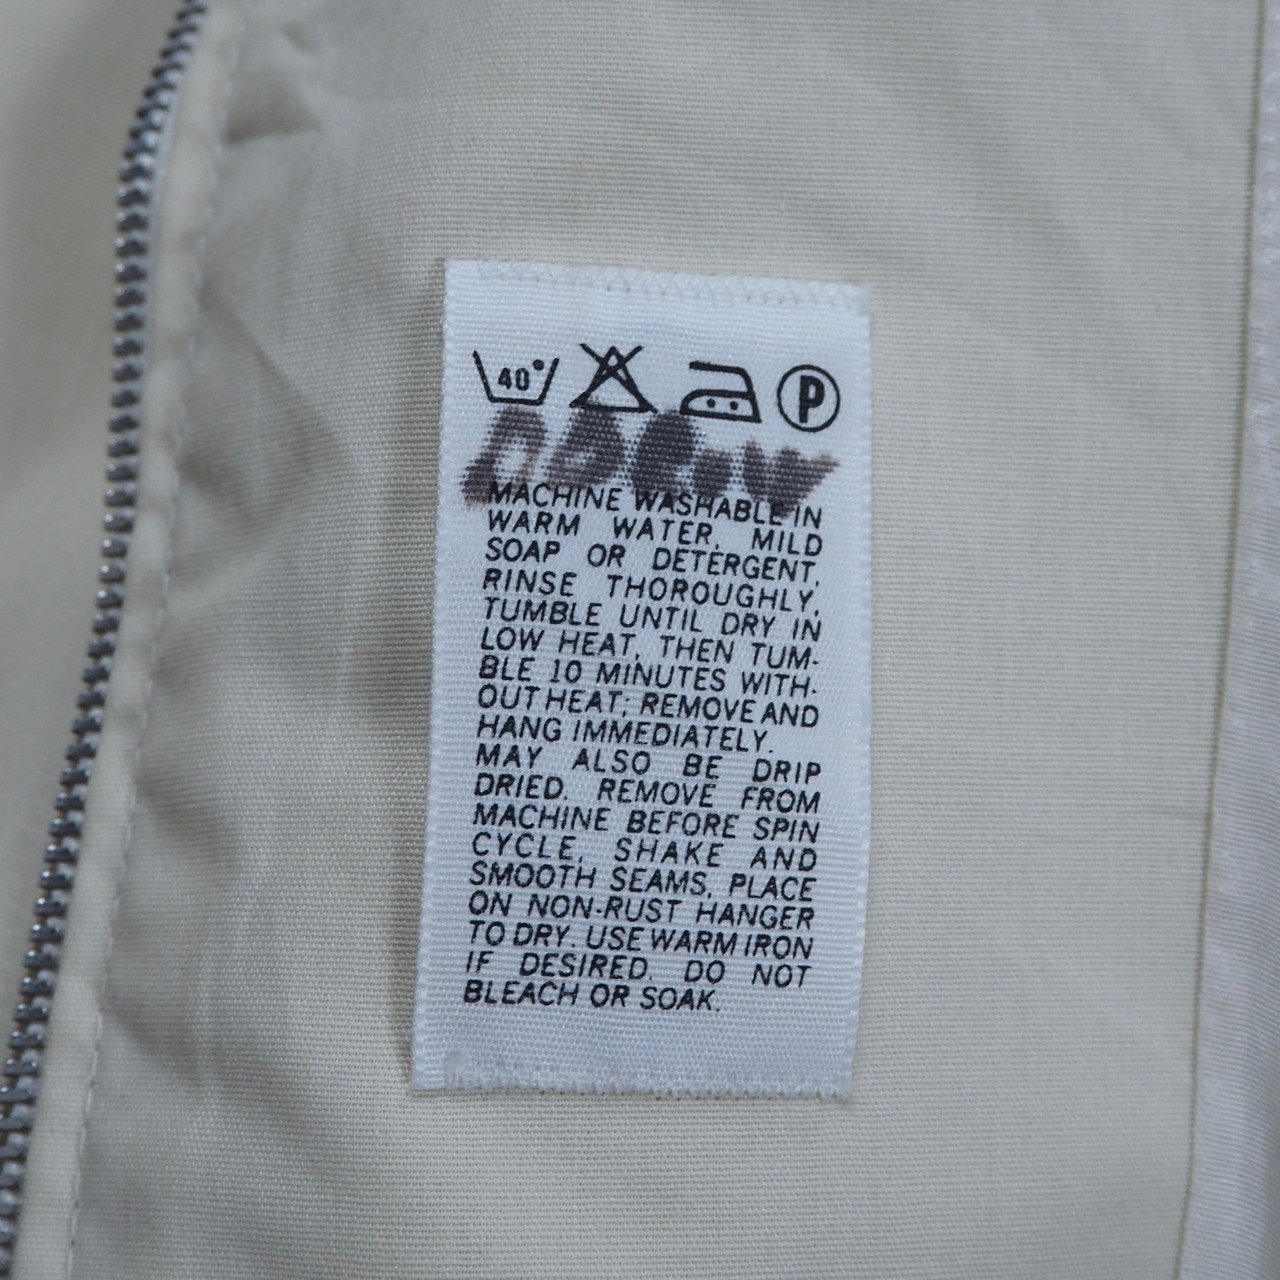 40°
P
MACHINE WASHABLE IN
WARM WATER, MILD
SOAP OR DETERGENT,
RINSE THOROUGHLY,
TUMBLE UNTIL DRY IN
LOW HEAT, THEN TUM-
BLE 10 MINUTES WITH-
OUT HEAT; REMOVE AND
HANG IMMEDIATELY.
MAY ALSO BE DRIP
DRIED. REMOVE FROM
MACHINE BEFORE SPIN
CYCLE, SHAKE AND
SMOOTH SEAMS, PLACE
ON NON-RUST HANGER
TO DRY. USE WARM IRON
IF DESIRED. DO NOT
BLEACH OR SOAK.